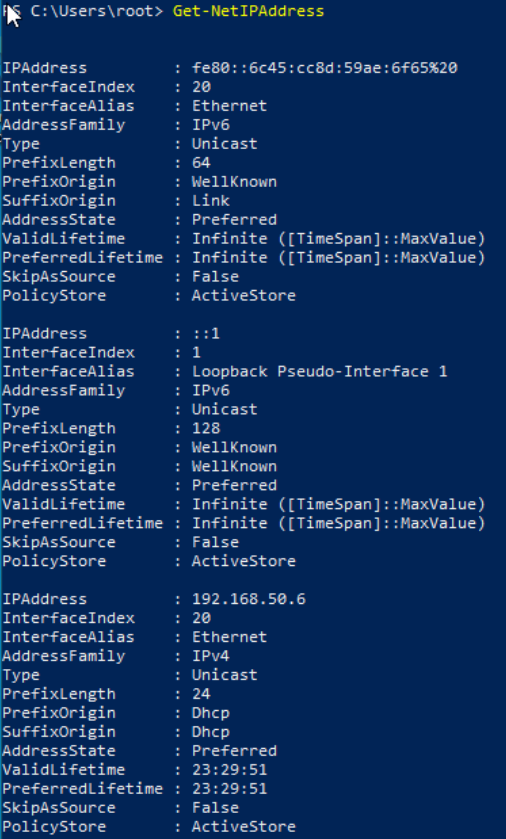 PS C:\Users\root> Get-NetIPAddress
IPAddress : fe80::6c45:cc8d:59ae:6f65%20
InterfaceIndex : 20
InterfaceAlias : Ethernet
AddressFamily : IPv6
Type : Unicast
PrefixLength : 64
PrefixOrigin : WellKnown
SuffixOrigin : Link
AddressState : Preferred
ValidLifetime : Infinite ([TimeSpan]::MaxValue)
PreferredLifetime : Infinite ([TimeSpan]::MaxValue)
SkipAsSource : False
PolicyStore : ActiveStore
IPAddress : ::1
InterfaceIndex : 1
InterfaceAlias : Loopback Pseudo-Interface 1
AddressFamily : IPv6
Type : Unicast
PrefixLength : 128
PrefixOrigin : WellKnown
SuffixOrigin : WellKnown
AddressState : Preferred
ValidLifetime : Infinite ([TimeSpan]::MaxValue)
PreferredLifetime : Infinite ([TimeSpan]::MaxValue)
SkipAsSource : False
PolicyStore : ActiveStore
IPAddress : 192.168.50.6
InterfaceIndex : 20
InterfaceAlias : Ethernet
AddressFamily : IPv4
Type : Unicast
PrefixLength : 24
PrefixOrigin : Dhcp
SuffixOrigin : Dhcp
AddressState : Preferred
ValidLifetime : 23:29:51
PreferredLifetime : 23:29:51
SkipAsSource : False
PolicyStore : ActiveStore